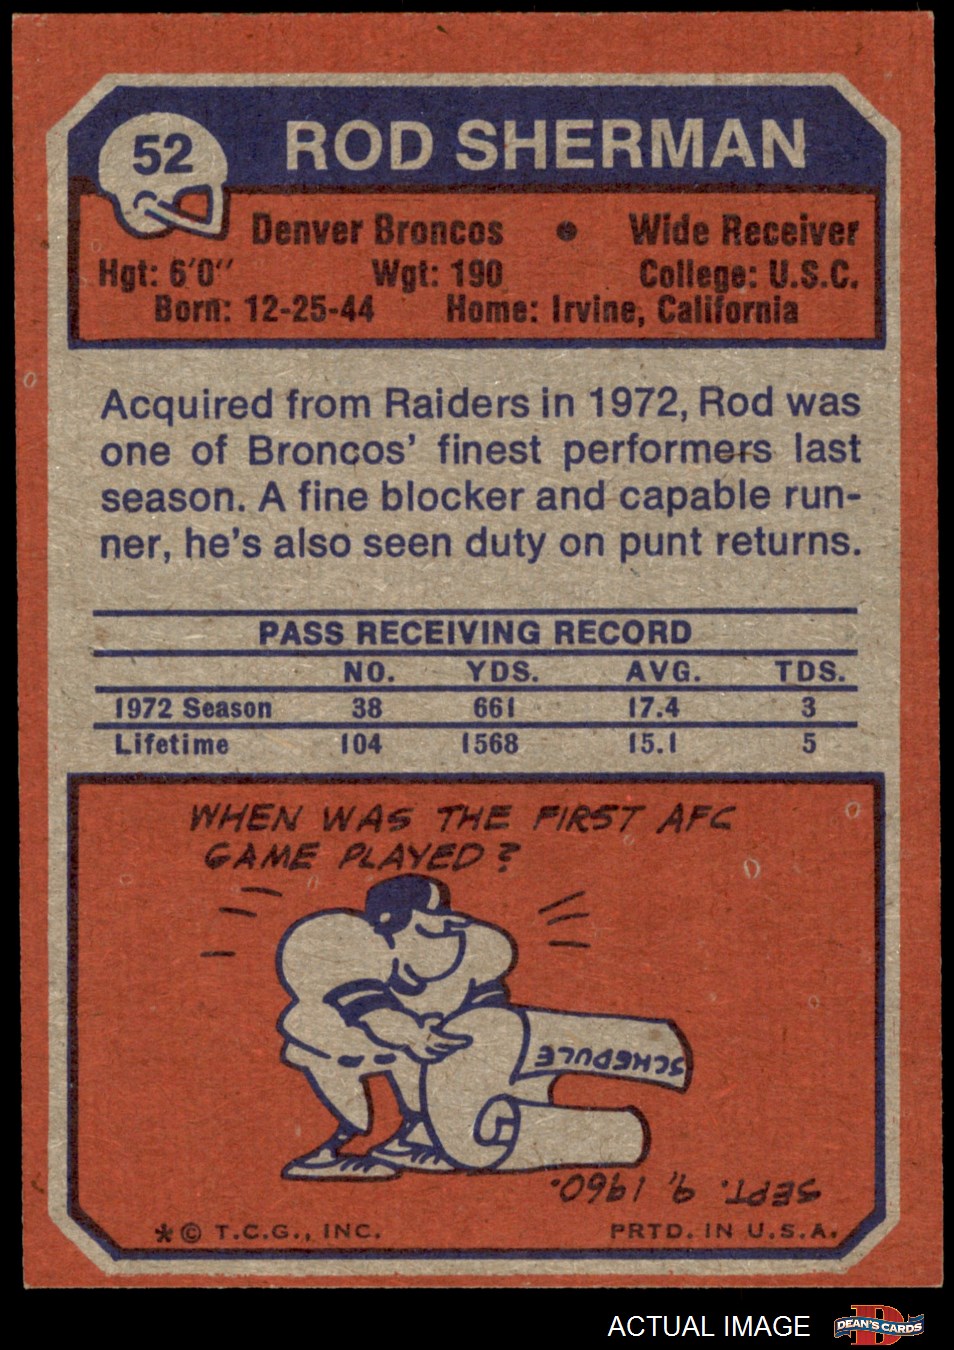 52
ROD SHERMAN
Denver Broncos • Wide Receiver
Hgt: 6'0" Wgt: 190 College: U.S.C.
Born: 12-25-44 Home: Irvine, California
Acquired from Raiders in 1972, Rod was
one of Broncos' finest performers last
season. A fine blocker and capable run-
ner, he's also seen duty on punt returns.
PASS RECEIVING RECORD
NO. YDS. AVG. TDS.
1972 Season 38 661 17.4 3
Lifetime 104 1568 15.1 5
WHEN WAS THE FIRST AFC
GAME PLAYED?
SCHEDULE
SEPT. 9, 1960.
*© T.C.G., INC. PRTD. IN U.S.A.
ACTUAL IMAGE
D
DEAN'S CARDS